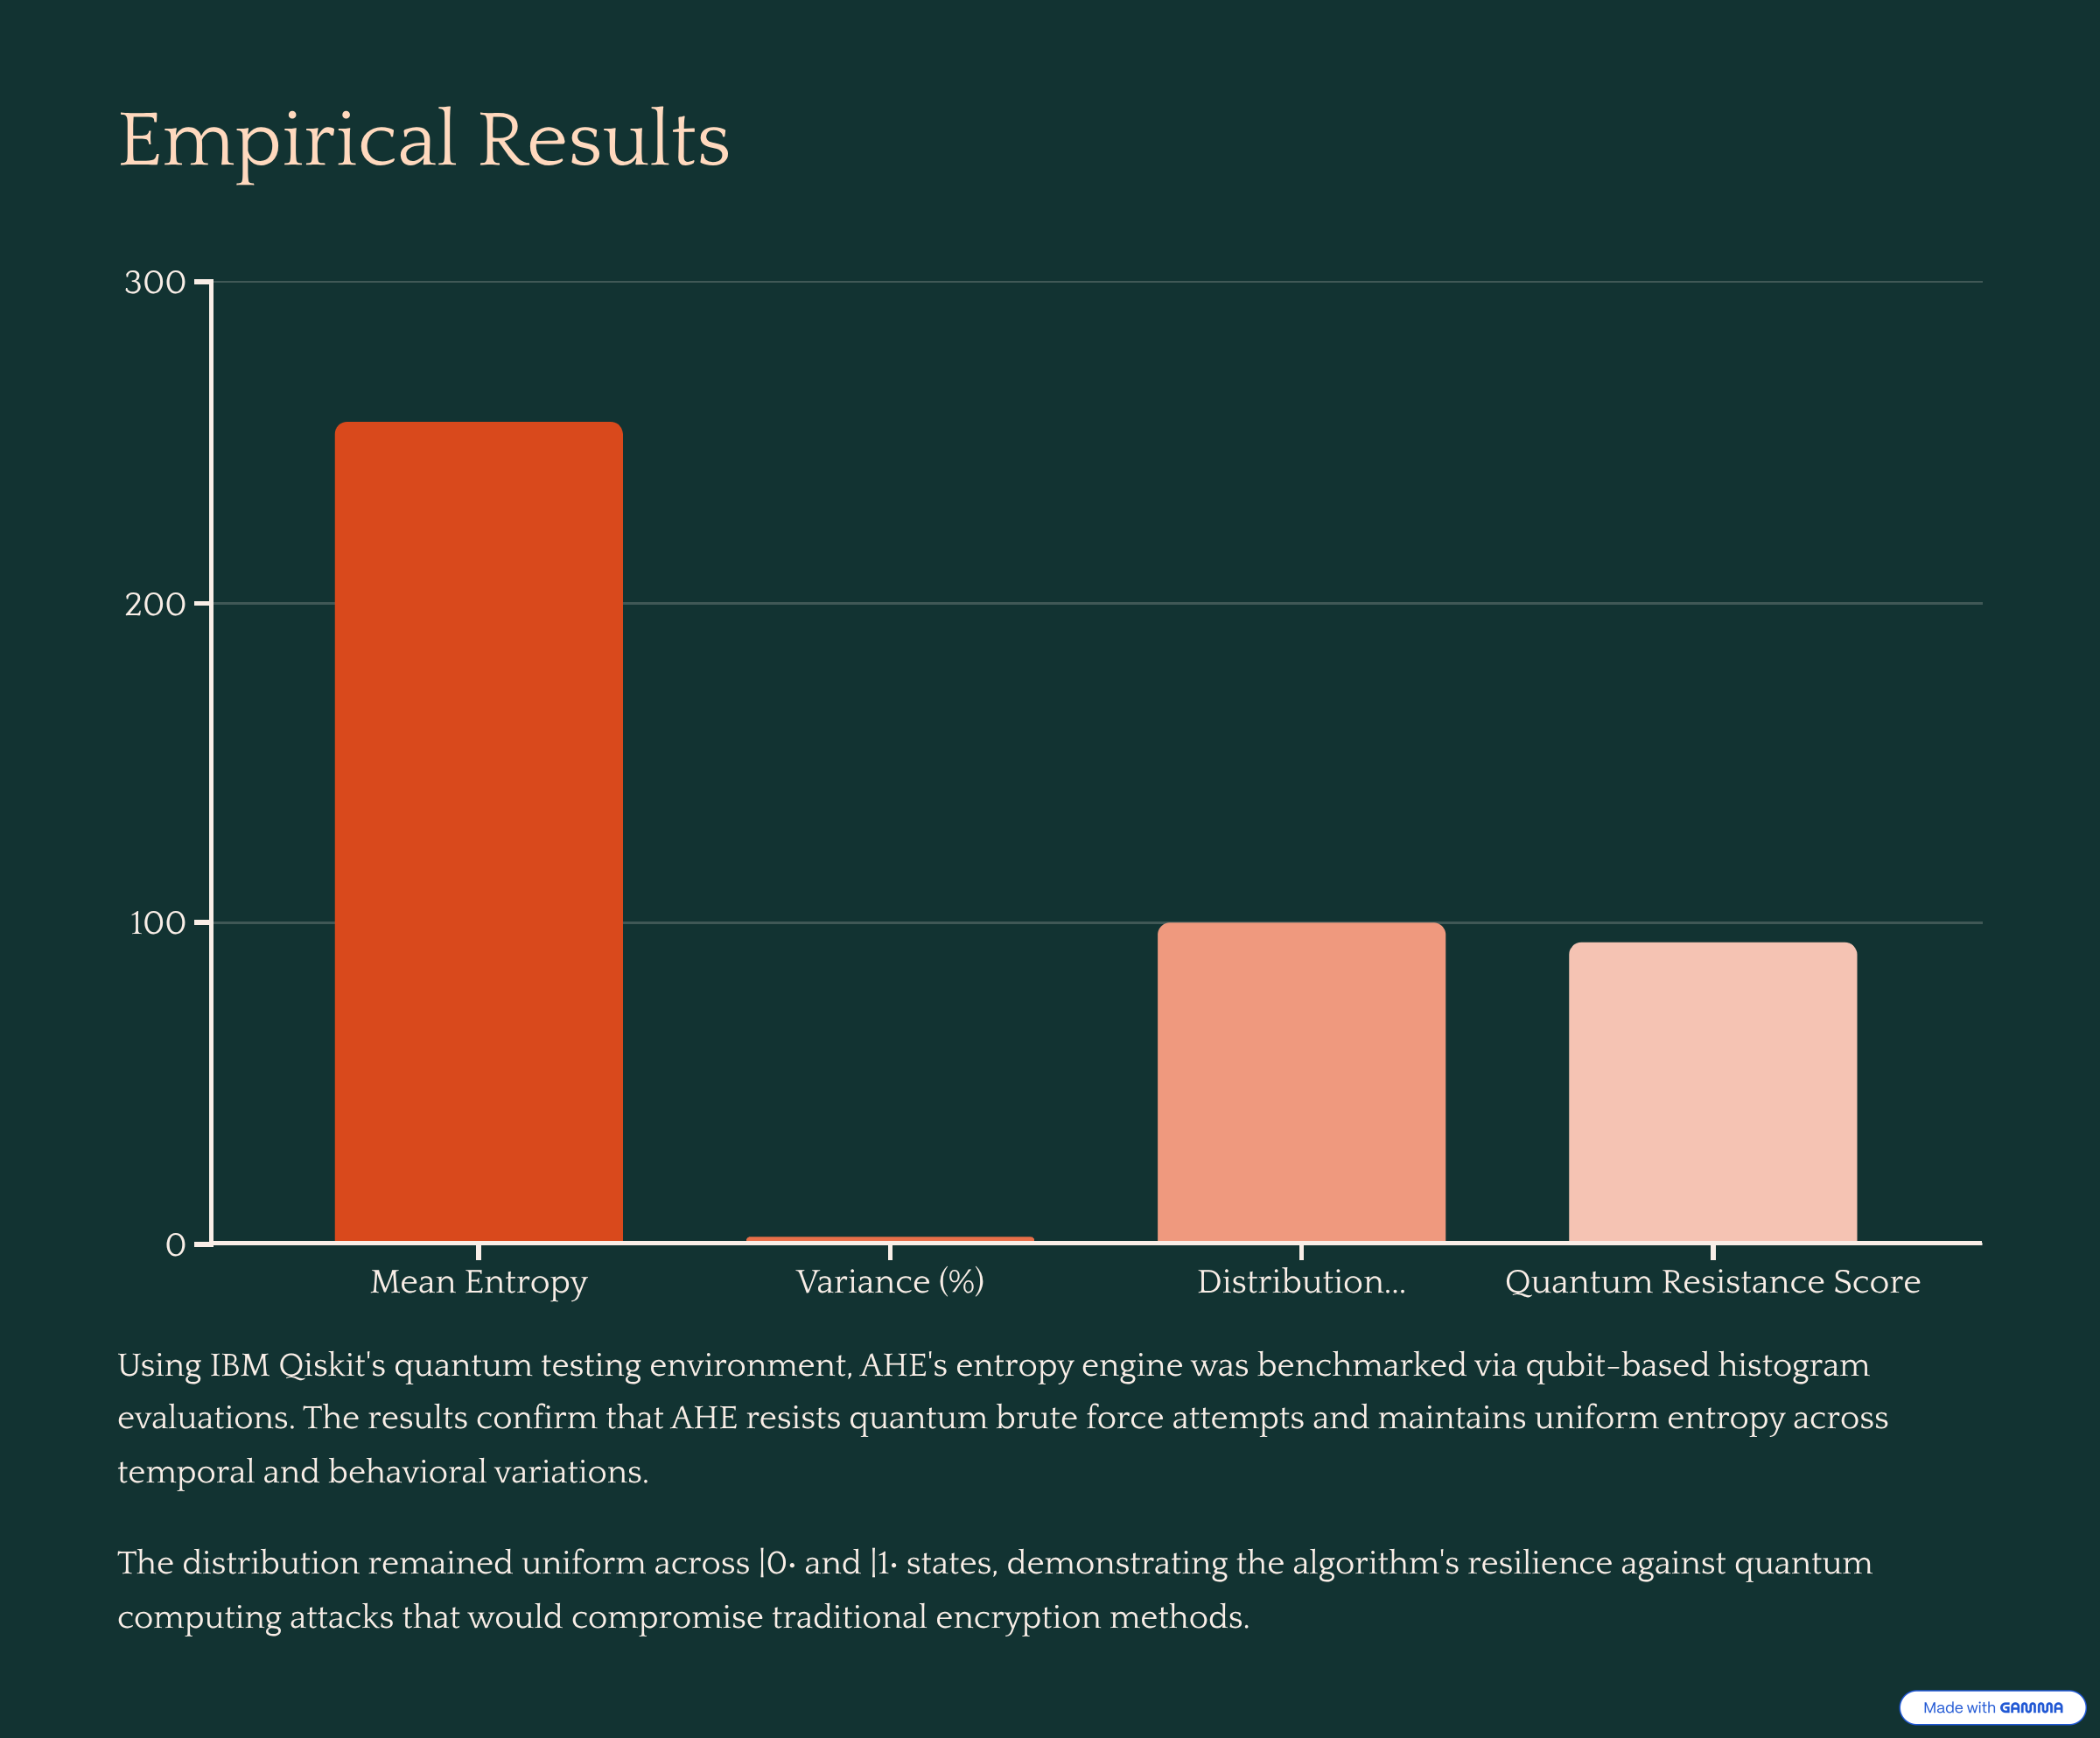 Empirical Results
300
200
100
0
Mean Entropy
Variance (%)
Distribution...
Quantum Resistance Score
Using IBM Qiskit's quantum testing environment, AHE's entropy engine was benchmarked via qubit-based histogram
evaluations. The results confirm that AHE resists quantum brute force attempts and maintains uniform entropy across
temporal and behavioral variations.
The distribution remained uniform across |0· and |1· states, demonstrating the algorithm's resilience against quantum
computing attacks that would compromise traditional encryption methods.
Made with GAMMA